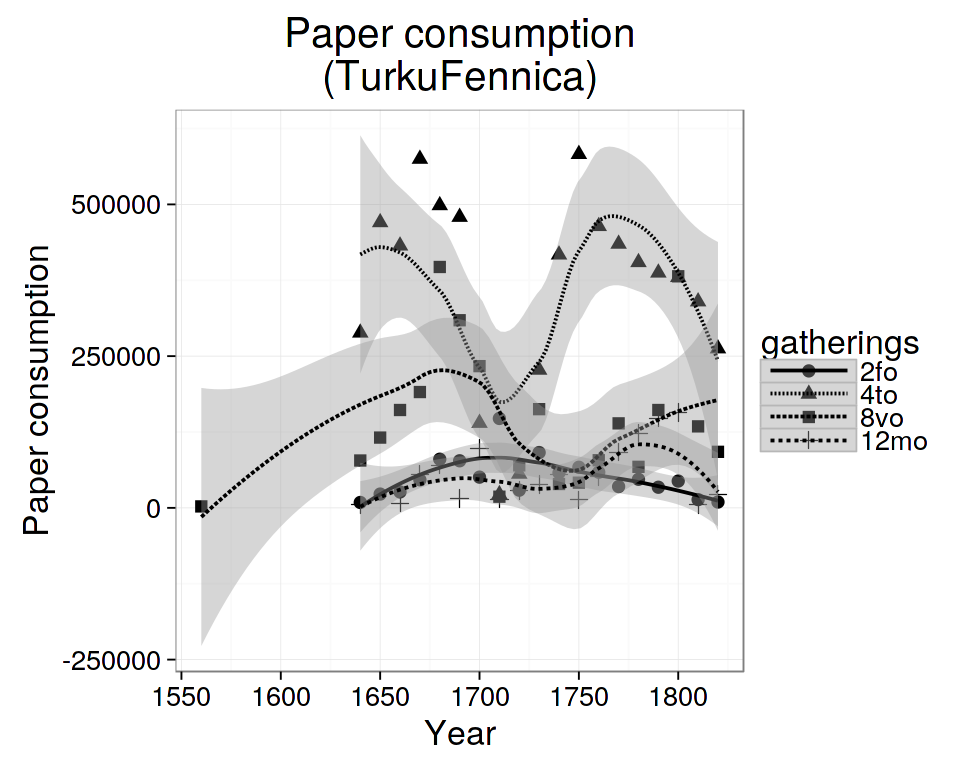 Paper consumption
(TurkuFennica)
Paper consumption
500000
250000
0
-250000
1550 1600 1650 1700 1750 1800
Year
gatherings
2fo
4to
8vo
12mo